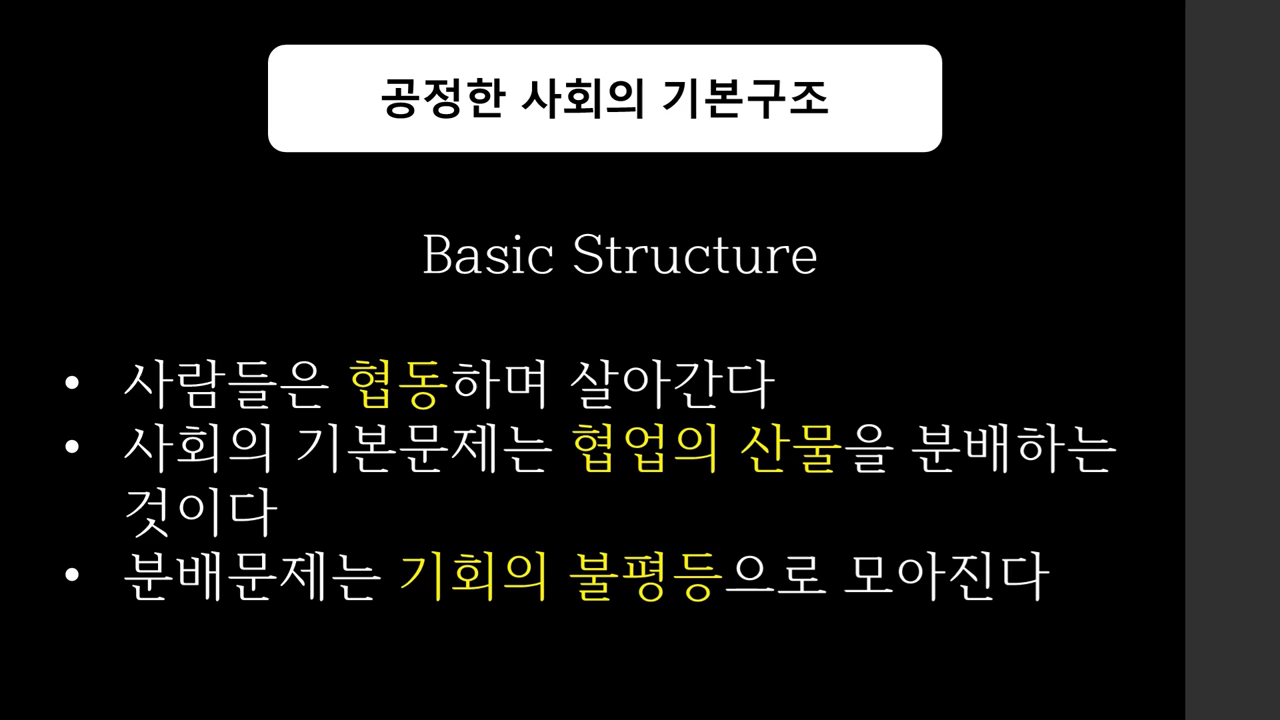 공정한 사회의 기본구조
Basic Structure
• 사람들은 협동하며 살아간다
• 사회의 기본문제는 협업의 산물을 분배하는
것이다
• 분배문제는 기회의 불평등으로 모아진다